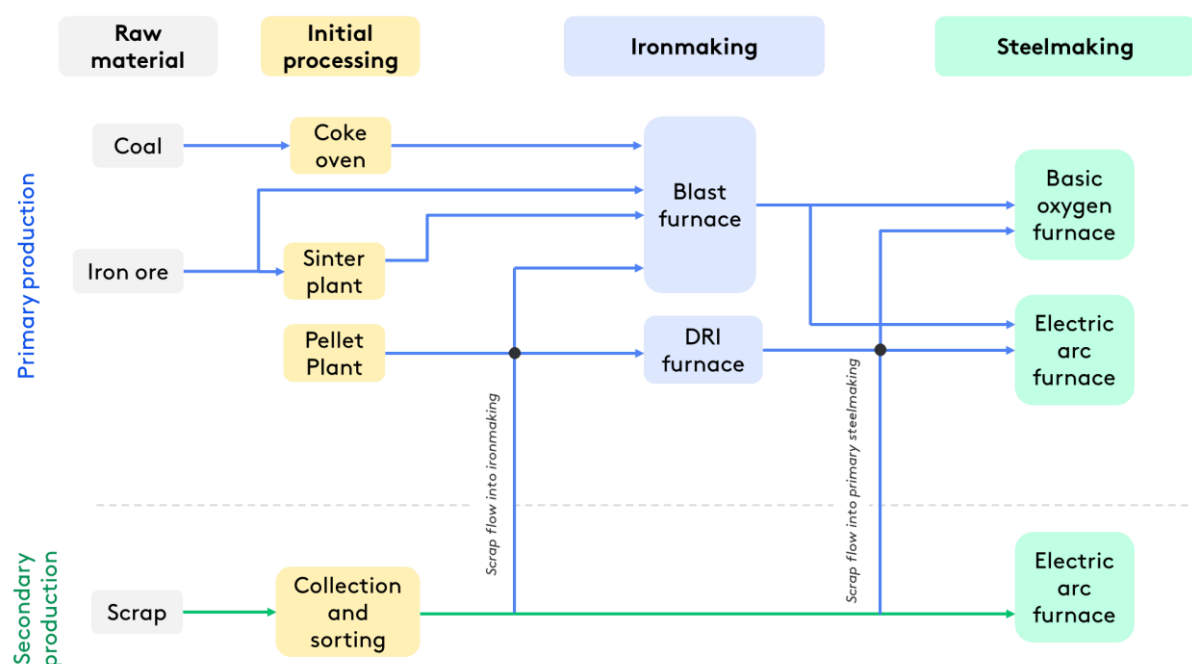 Raw
material
Initial
processing
Ironmaking
Steelmaking
Primary production
Coal
Coke
oven
Blast
furnace
Basic
oxygen
furnace
Iron ore
Sinter
plant
Pellet
Plant
DRI
furnace
Electric
arc
furnace
Scrap flow into ironmaking
Scrap flow into primary steelmaking
Secondary
production
Scrap
Collection
and
sorting
Electric
arc
furnace